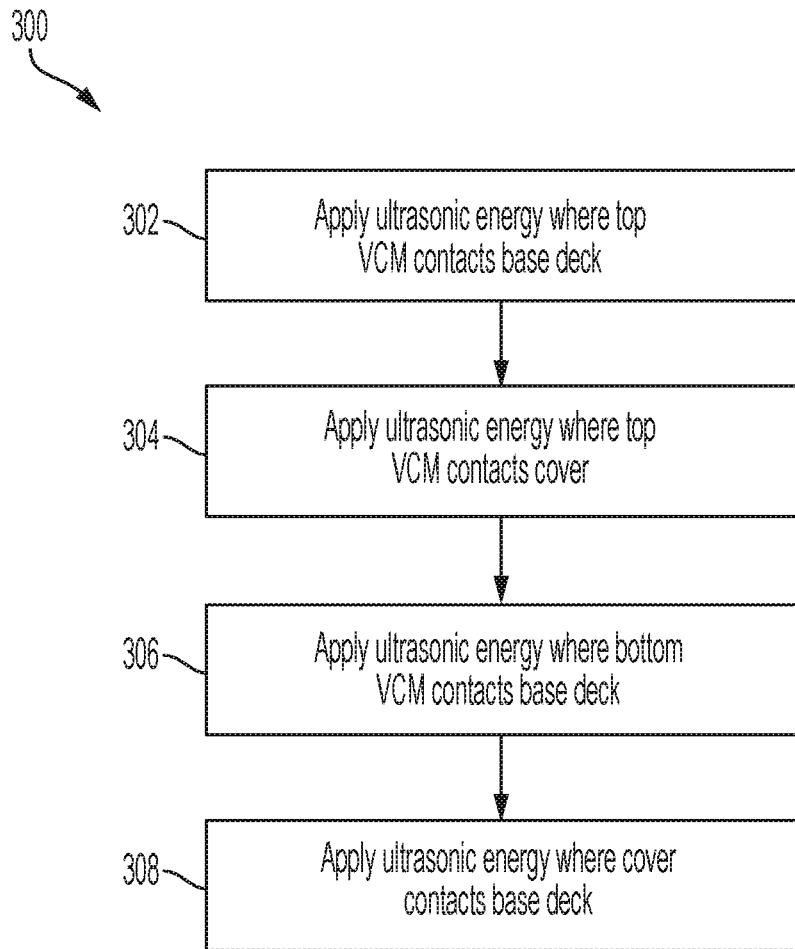 300
302
Apply ultrasonic energy where top
VCM contacts base deck
304
Apply ultrasonic energy where top
VCM contacts cover
306
Apply ultrasonic energy where bottom
VCM contacts base deck
308
Apply ultrasonic energy where cover
contacts base deck